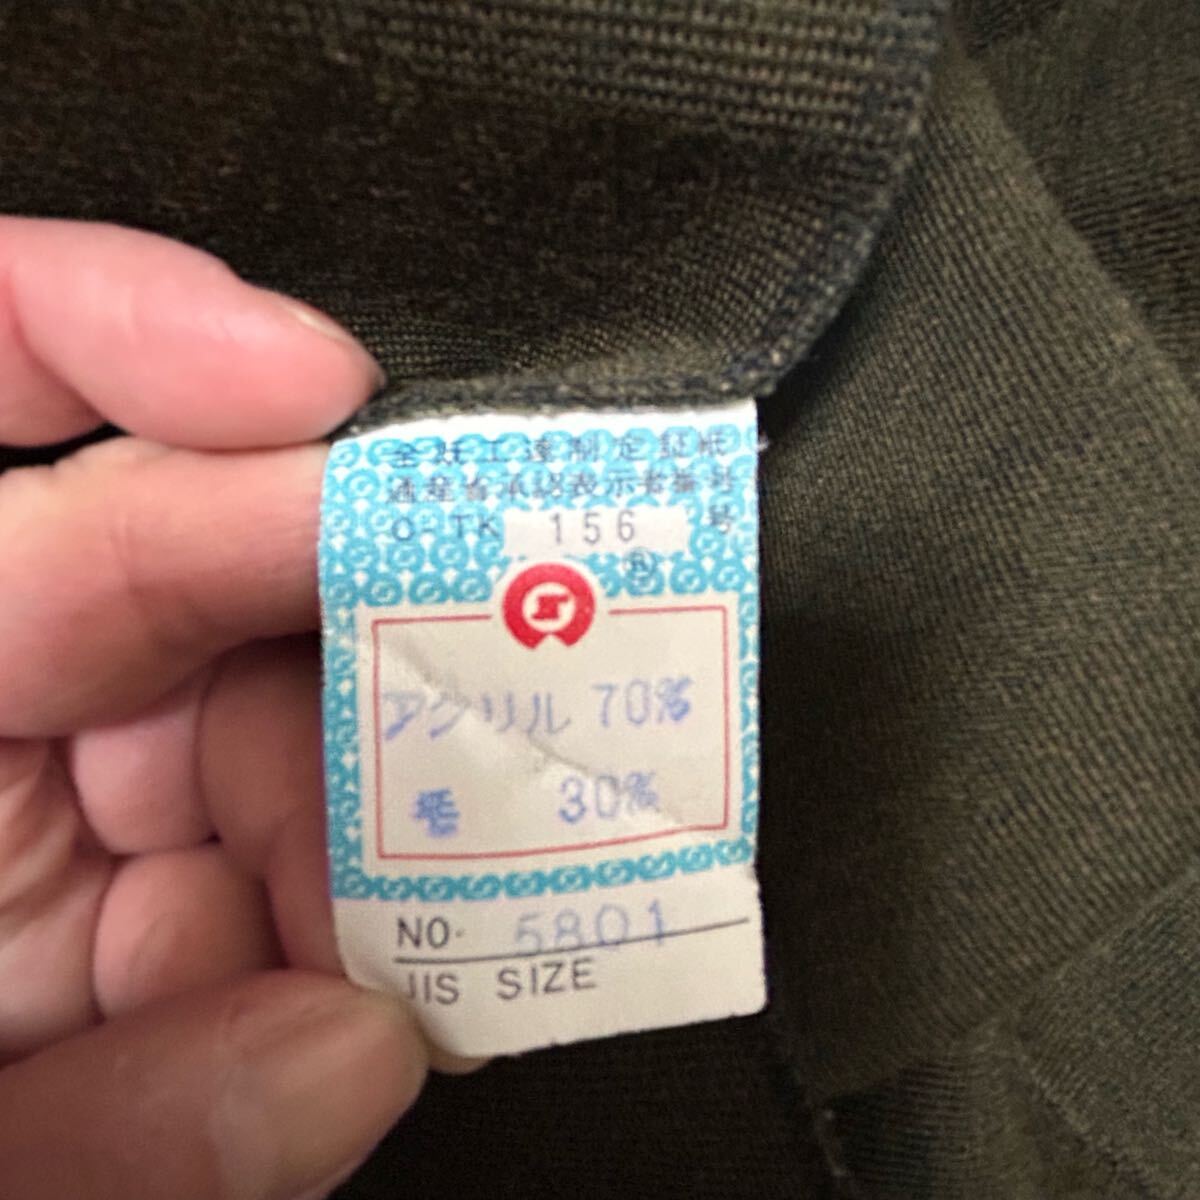 全妊工連制定証紙
通産省承認表示者番号
O-TK 156 号
®
アクリル 70%
毛 30%
NO. 5801
JIS SIZE